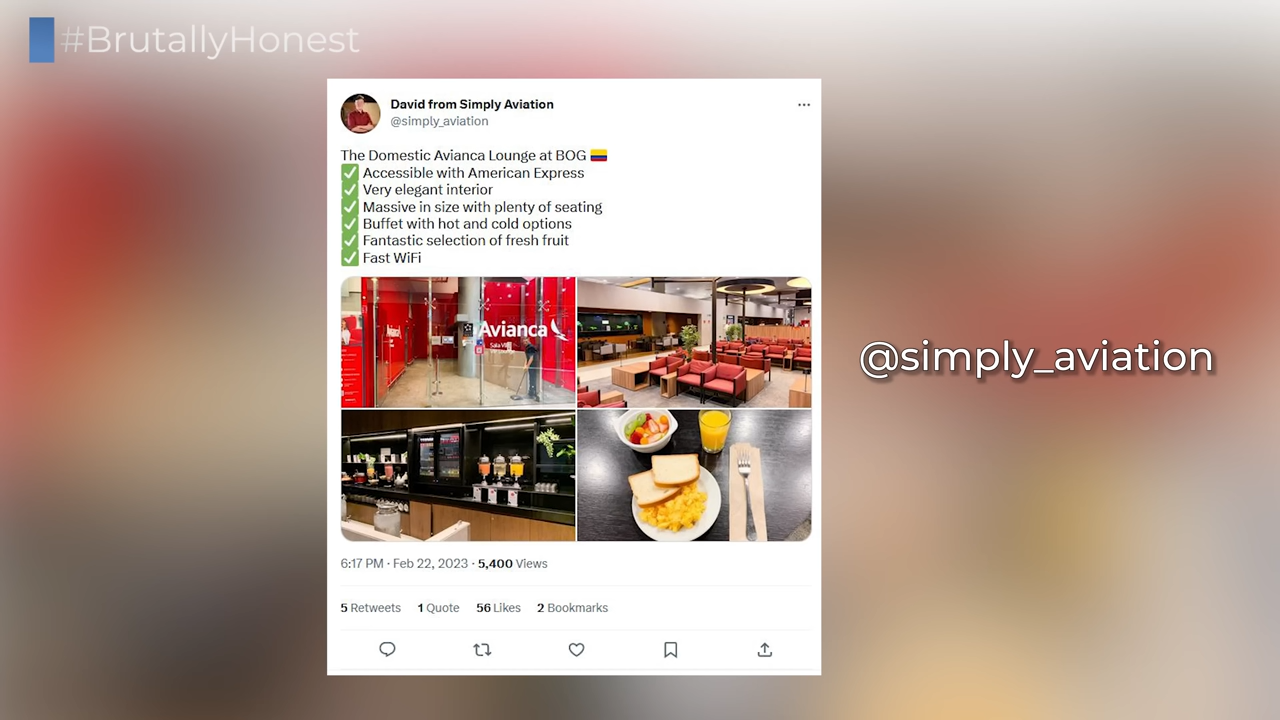 #BrutallyHonest
David from Simply Aviation
@simply_aviation
The Domestic Avianca Lounge at BOG 🇨🇴
✅ Accessible with American Express
✅ Very elegant interior
✅ Massive in size with plenty of seating
✅ Buffet with hot and cold options
✅ Fantastic selection of fresh fruit
✅ Fast WiFi
Avianca
Sala VIP
6:17 PM · Feb 22, 2023 · 5,400 Views
5 Retweets 1 Quote 56 Likes 2 Bookmarks
@simply_aviation